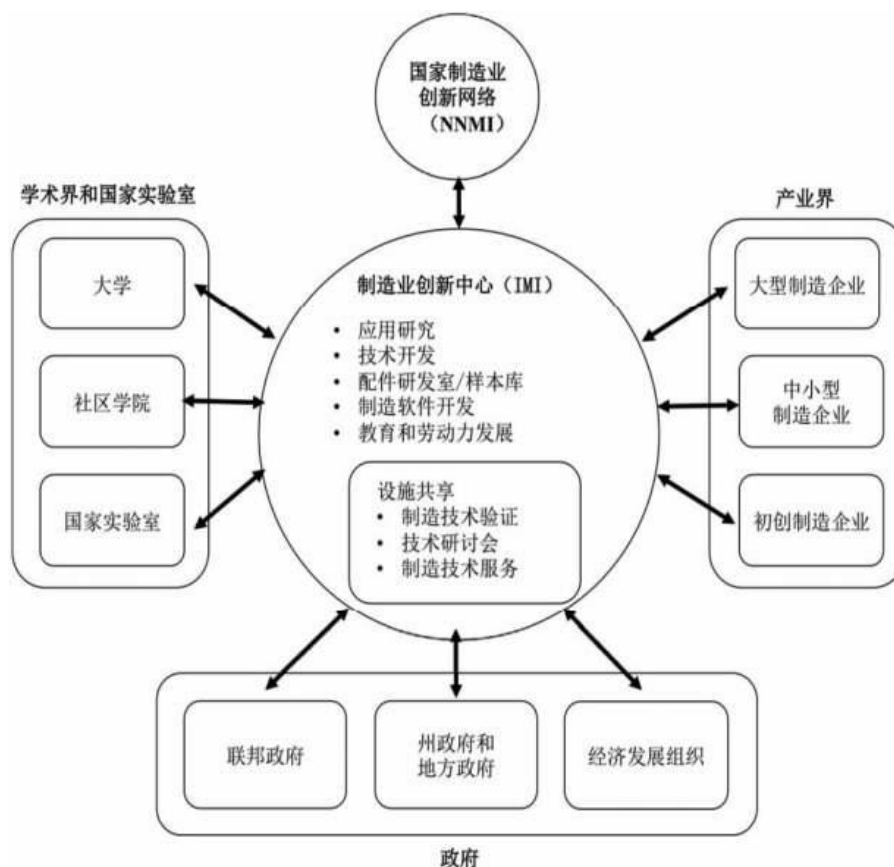 国家制造业
创新网络
（NNMI）
学术界和国家实验室
大学
社区学院
国家实验室
制造业创新中心（IMI）
• 应用研究
• 技术开发
• 配件研发室/样本库
• 制造软件开发
• 教育和劳动力发展
设施共享
• 制造技术验证
• 技术研讨会
• 制造技术服务
产业界
大型制造企业
中小型
制造企业
初创制造企业
联邦政府
州政府和
地方政府
经济发展组织
政府